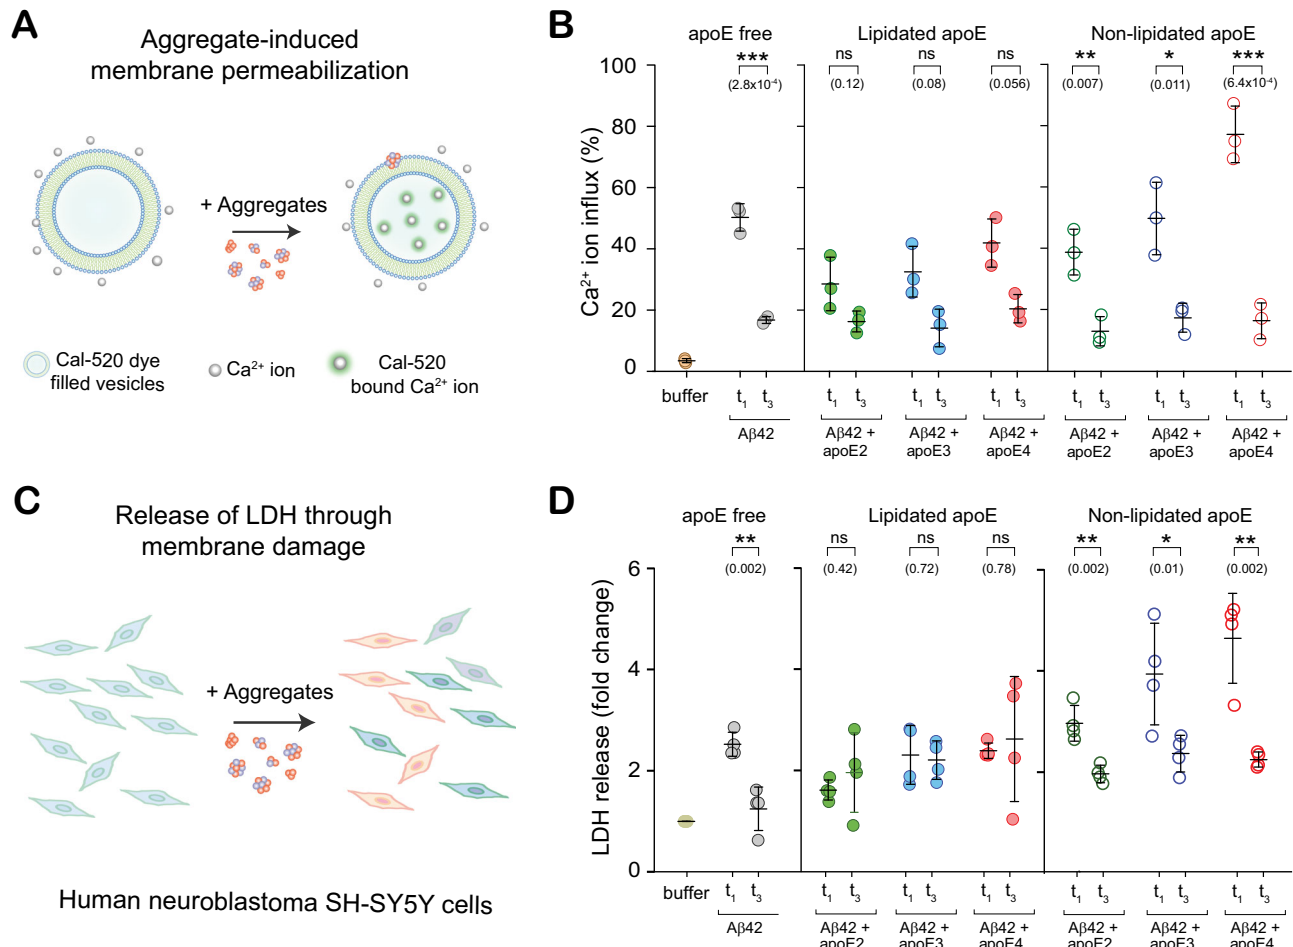 A
Aggregate-induced
membrane permeabilization
+ Aggregates
Cal-520 dye
filled vesicles
Ca²⁺ ion
Cal-520
bound Ca²⁺ ion
B
apoE free
Lipidated apoE
Non-lipidated apoE
*** ns ns ns ** * ***
(2.8x10⁻⁴) (0.12) (0.08) (0.056) (0.007) (0.011) (6.4x10⁻⁴)
Ca²⁺ ion influx (%)
100
80
60
40
20
0
buffer
t₁ t₃ t₁ t₃ t₁ t₃ t₁ t₃ t₁ t₃ t₁ t₃ t₁ t₃
Aβ42
Aβ42 +
apoE2
Aβ42 +
apoE3
Aβ42 +
apoE4
Aβ42 +
apoE2
Aβ42 +
apoE3
Aβ42 +
apoE4
C
Release of LDH through
membrane damage
+ Aggregates
Human neuroblastoma SH-SY5Y cells
D
apoE free
Lipidated apoE
Non-lipidated apoE
** ns ns ns ** * **
(0.002) (0.42) (0.72) (0.78) (0.002) (0.01) (0.002)
LDH release (fold change)
6
4
2
0
buffer
t₁ t₃ t₁ t₃ t₁ t₃ t₁ t₃ t₁ t₃ t₁ t₃ t₁ t₃
Aβ42
Aβ42 +
apoE2
Aβ42 +
apoE3
Aβ42 +
apoE4
Aβ42 +
apoE2
Aβ42 +
apoE3
Aβ42 +
apoE4